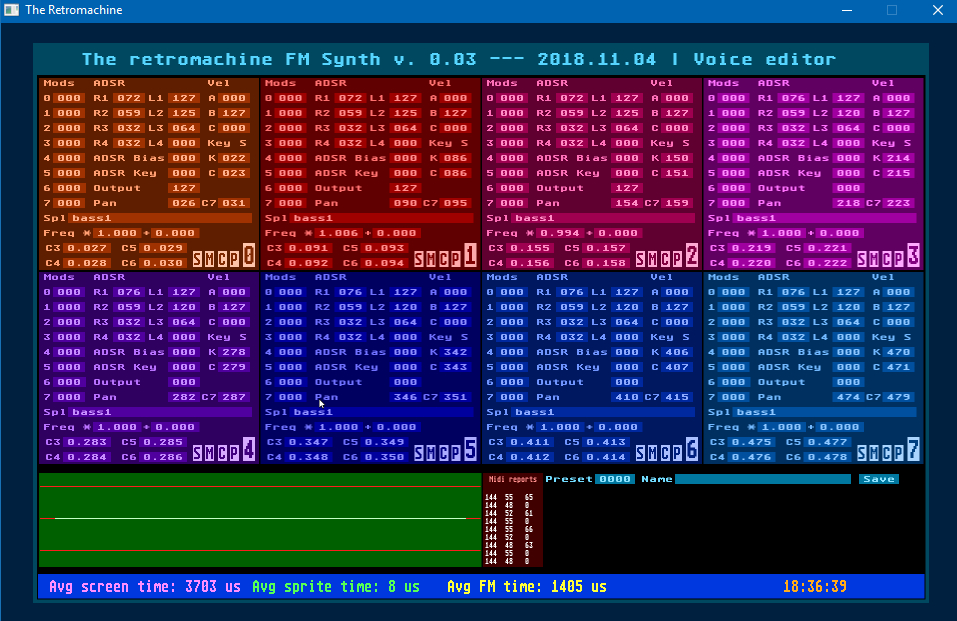 The Retromachine
The retromachine FM Synth v. 0.03 --- 2018.11.04 | Voice editor
Mods ADSR Vel
0 000 R1 072 L1 127 A 000
1 000 R2 059 L2 125 B 127
2 000 R3 032 L3 064 C 000
3 000 R4 032 L4 000 Key S
4 000 ADSR Bias 000 K 022
5 000 ADSR Key 000 C 023
6 000 Output 127
7 000 Pan 026 C7 031
Spl bass1
Freq * 1.000 + 0.000
C3 0.027 C5 0.029
C4 0.028 C6 0.030 S M C P 0
Mods ADSR Vel
0 000 R1 072 L1 127 A 000
1 000 R2 059 L2 125 B 127
2 000 R3 032 L3 064 C 000
3 000 R4 032 L4 000 Key S
4 000 ADSR Bias 000 K 086
5 000 ADSR Key 000 C 086
6 000 Output 127
7 000 Pan 090 C7 095
Spl bass1
Freq * 1.006 + 0.000
C3 0.091 C5 0.093
C4 0.092 C6 0.094 S M C P 1
Mods ADSR Vel
0 000 R1 072 L1 127 A 000
1 000 R2 059 L2 125 B 127
2 000 R3 032 L3 064 C 000
3 000 R4 032 L4 000 Key S
4 000 ADSR Bias 000 K 150
5 000 ADSR Key 000 C 151
6 000 Output 127
7 000 Pan 154 C7 159
Spl bass1
Freq * 0.994 + 0.000
C3 0.155 C5 0.157
C4 0.156 C6 0.158 S M C P 2
Mods ADSR Vel
0 000 R1 076 L1 127 A 000
1 000 R2 059 L2 120 B 127
2 000 R3 032 L3 064 C 000
3 000 R4 032 L4 000 Key S
4 000 ADSR Bias 000 K 214
5 000 ADSR Key 000 C 215
6 000 Output 000
7 000 Pan 218 C7 223
Spl bass1
Freq * 1.000 + 0.000
C3 0.219 C5 0.221
C4 0.220 C6 0.222 S M C P 3
Mods ADSR Vel
0 000 R1 076 L1 127 A 000
1 000 R2 059 L2 120 B 127
2 000 R3 032 L3 064 C 000
3 000 R4 032 L4 000 Key S
4 000 ADSR Bias 000 K 278
5 000 ADSR Key 000 C 279
6 000 Output 000
7 000 Pan 282 C7 287
Spl bass1
Freq * 1.000 + 0.000
C3 0.283 C5 0.285
C4 0.284 C6 0.286 S M C P 4
Mods ADSR Vel
0 000 R1 076 L1 127 A 000
1 000 R2 059 L2 120 B 127
2 000 R3 032 L3 064 C 000
3 000 R4 032 L4 000 Key S
4 000 ADSR Bias 000 K 342
5 000 ADSR Key 000 C 343
6 000 Output 000
7 000 Pan 346 C7 351
Spl bass1
Freq * 1.000 + 0.000
C3 0.347 C5 0.349
C4 0.348 C6 0.350 S M C P 5
Mods ADSR Vel
0 000 R1 076 L1 127 A 000
1 000 R2 059 L2 120 B 127
2 000 R3 032 L3 064 C 000
3 000 R4 032 L4 000 Key S
4 000 ADSR Bias 000 K 406
5 000 ADSR Key 000 C 407
6 000 Output 000
7 000 Pan 410 C7 415
Spl bass1
Freq * 1.000 + 0.000
C3 0.411 C5 0.413
C4 0.412 C6 0.414 S M C P 6
Mods ADSR Vel
0 000 R1 076 L1 127 A 000
1 000 R2 059 L2 120 B 127
2 000 R3 032 L3 064 C 000
3 000 R4 032 L4 000 Key S
4 000 ADSR Bias 000 K 470
5 000 ADSR Key 000 C 471
6 000 Output 000
7 000 Pan 474 C7 479
Spl bass1
Freq * 1.000 + 0.000
C3 0.475 C5 0.477
C4 0.476 C6 0.478 S M C P 7
Midi reports
144 55 65
144 48 0
144 52 61
144 55 0
144 55 66
144 52 0
144 48 63
144 55 0
144 48 0
Preset 0000 Name Save
Avg screen time: 3703 us Avg sprite time: 8 us Avg FM time: 1405 us 18:36:39